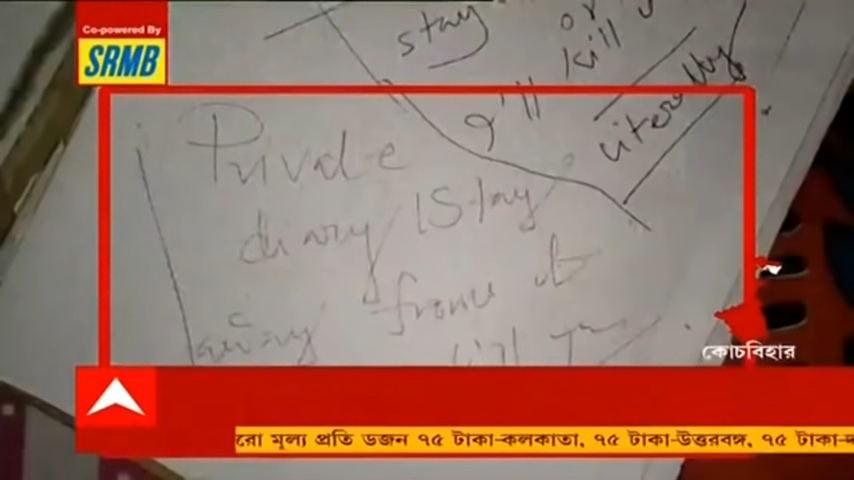 Co-powered By
SRMB
stay
or
I'll kill u
literally
Private
diary Stay
away from it
কোচবিহার
রো মূল্য প্রতি ডজন ৭৫ টাকা-কলকাতা, ৭৫ টাকা-উত্তরবঙ্গ, ৭৫ টাকা-দ